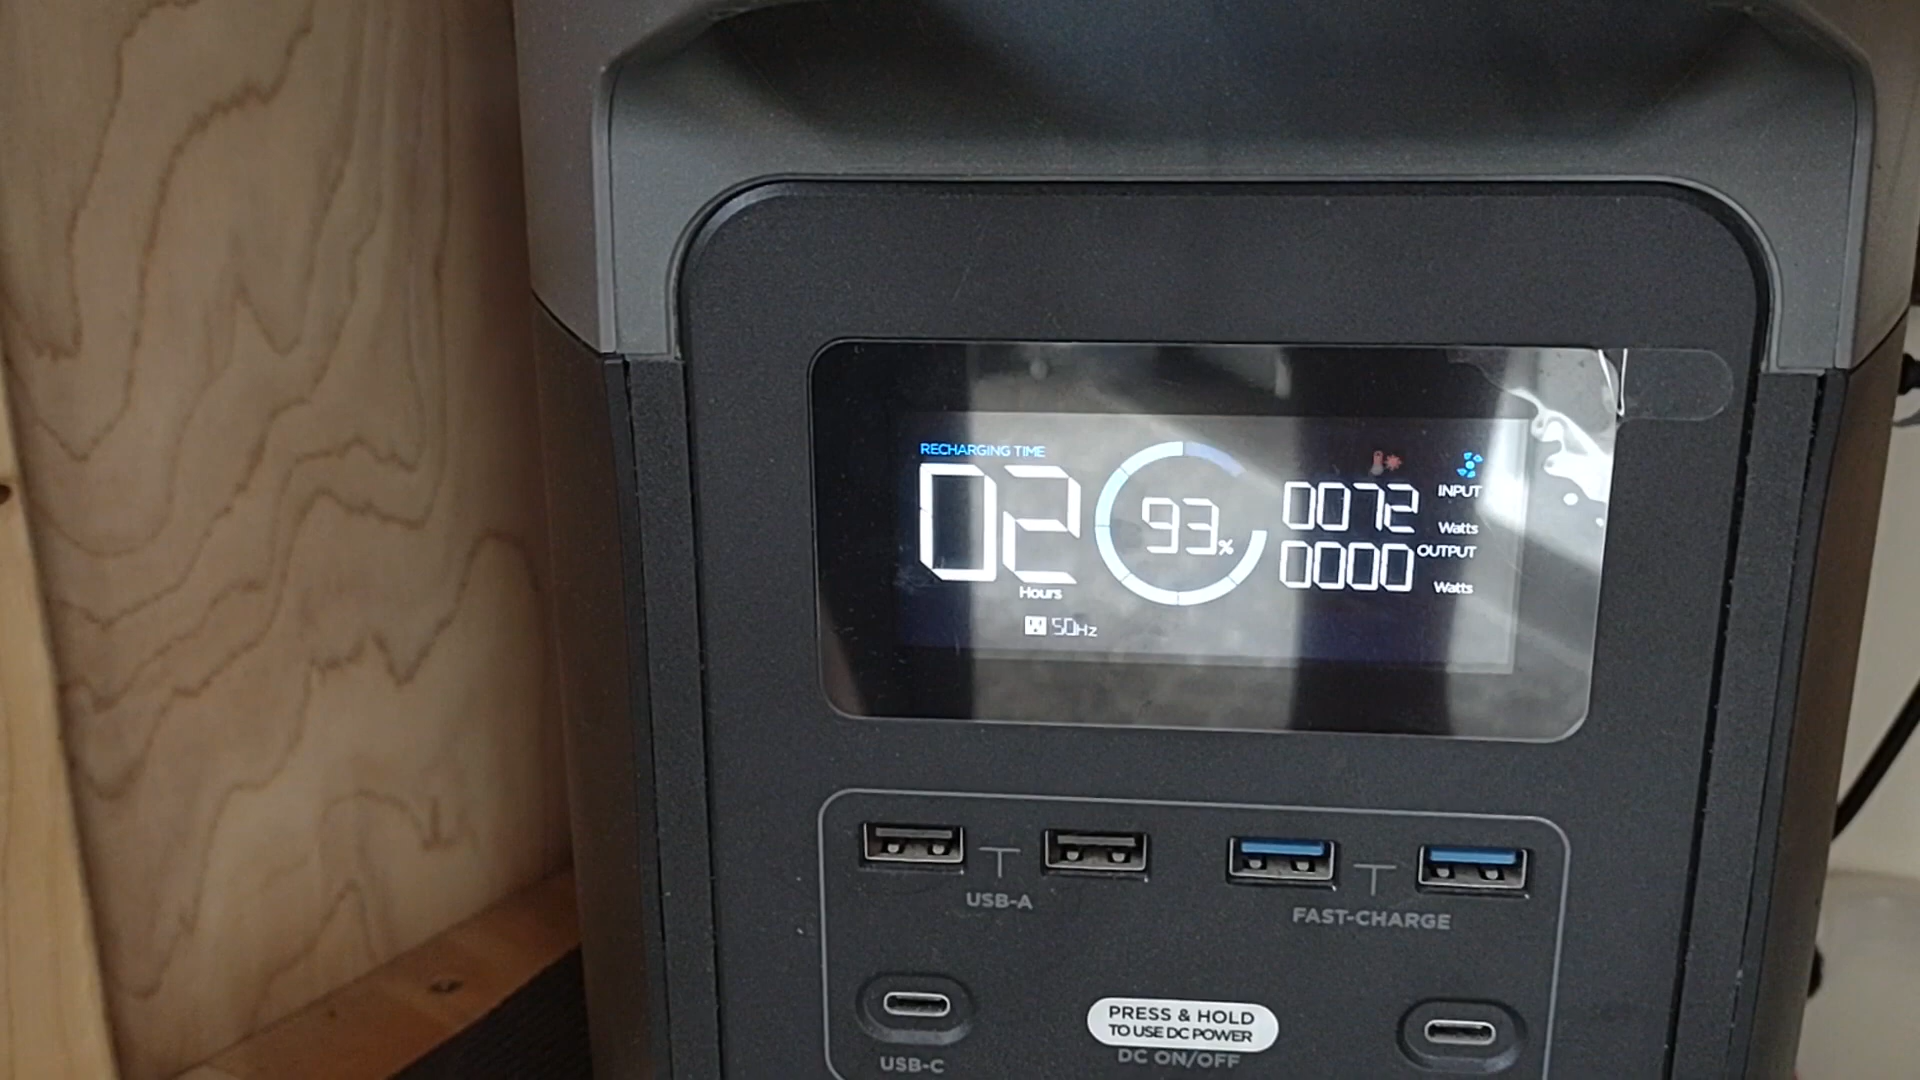 RECHARGING TIME
02
Hours
93%
0072
INPUT
Watts
0000
OUTPUT
Watts
50Hz
USB-A
FAST-CHARGE
USB-C
PRESS & HOLD
TO USE DC POWER
DC ON/OFF